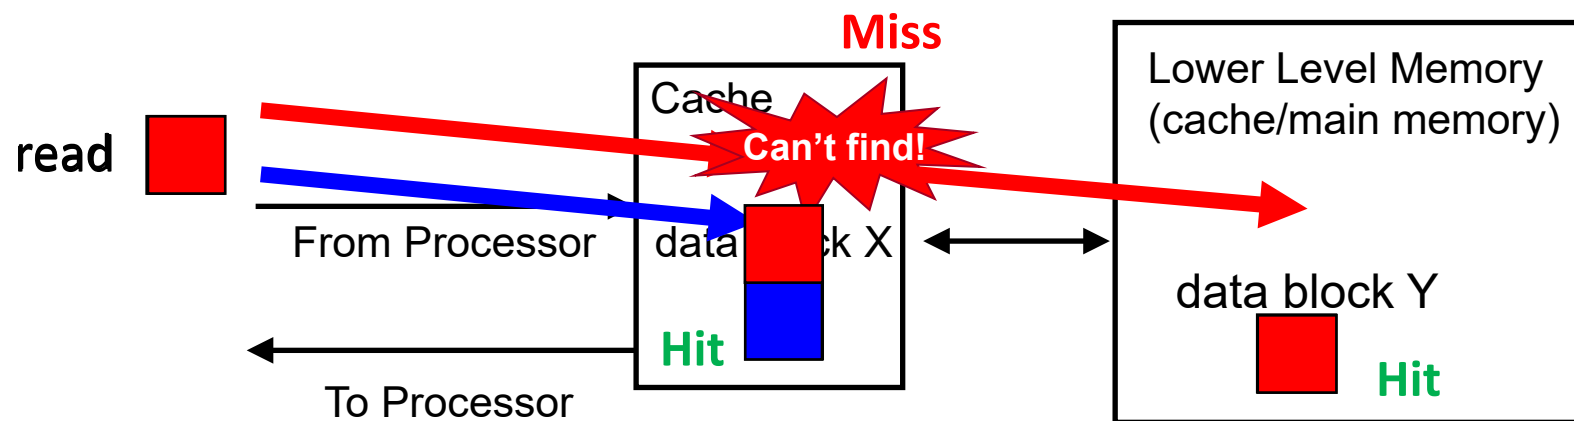 Miss
Cache
Lower Level Memory
(cache/main memory)
read
Can't find!
From Processor
data ck X
data block Y
Hit
Hit
To Processor